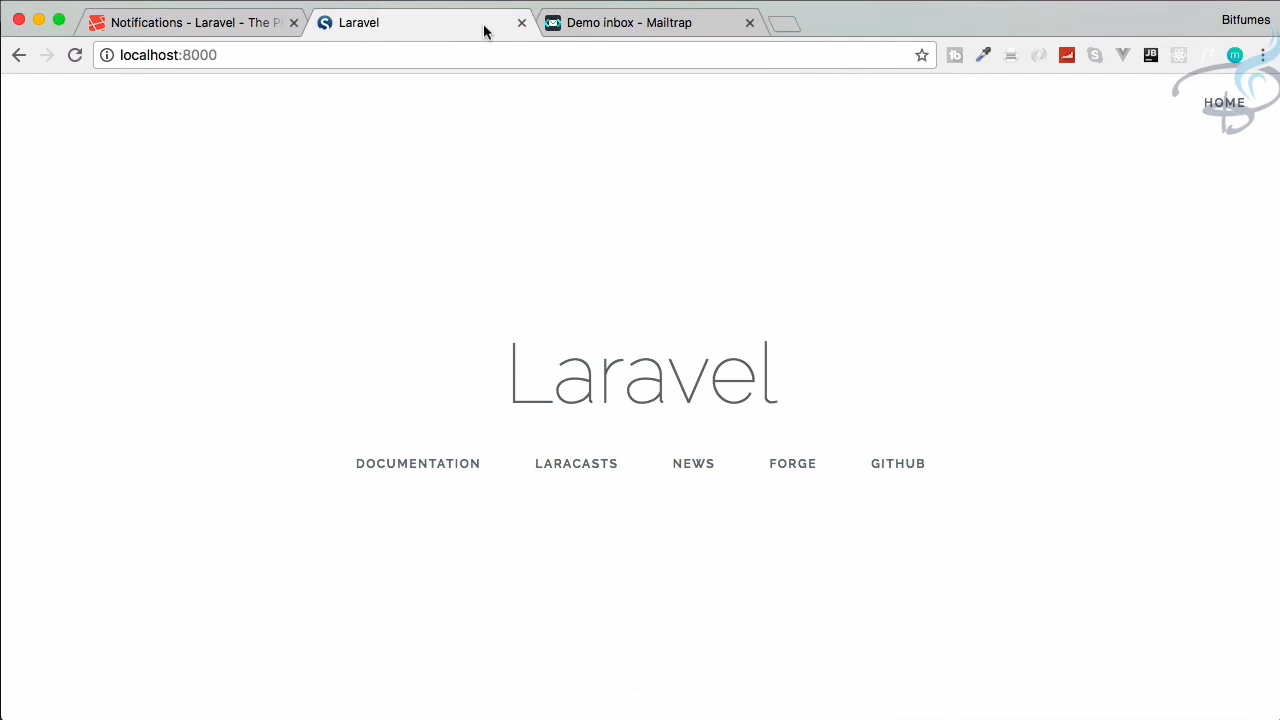 Notifications - Laravel - The P
Laravel
Demo inbox - Mailtrap
Bitfumes
localhost:8000
HOME
Laravel
DOCUMENTATION
LARACASTS
NEWS
FORGE
GITHUB